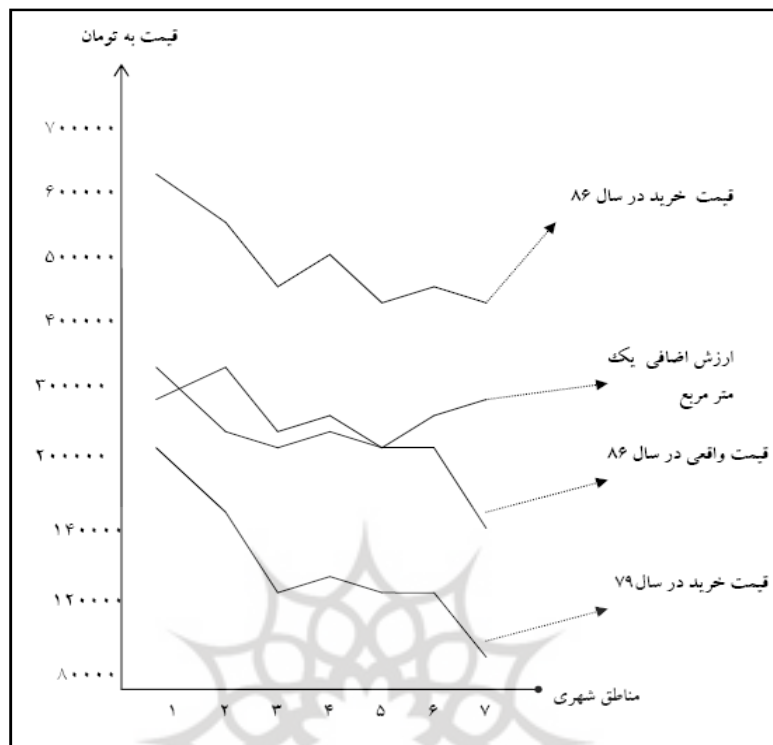 قیمت به تومان
۷۰۰۰۰۰
۶۰۰۰۰۰
قیمت خرید در سال ۸۶
۵۰۰۰۰۰
۴۰۰۰۰۰
ارزش اضافی یک
متر مربع
۳۰۰۰۰۰
۲۰۰۰۰۰
قیمت واقعی در سال ۸۶
۱۴۰۰۰۰
۱۲۰۰۰۰
قیمت خرید در سال۷۹
۸۰۰۰۰
مناطق شهری
۱ ۲ ۳ ۴ ۵ ۶ ۷